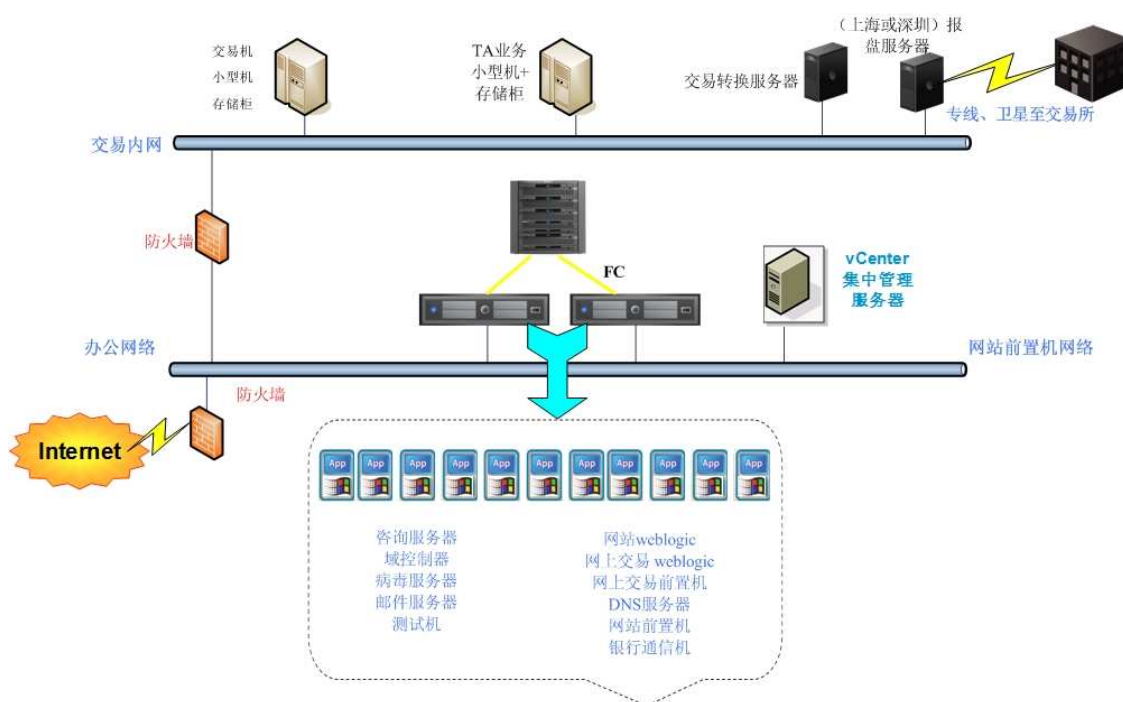 交易机
小型机
存储柜
TA业务
小型机+
存储柜
交易转换服务器
（上海或深圳）报
盘服务器
专线、卫星至交易所
交易内网
防火墙
FC
vCenter
集中管理
服务器
办公网络
网站前置机网络
防火墙
Internet
App App App App App App App App App App App
咨询服务器
域控制器
病毒服务器
邮件服务器
测试机
网站weblogic
网上交易 weblogic
网上交易前置机
DNS服务器
网站前置机
银行通信机